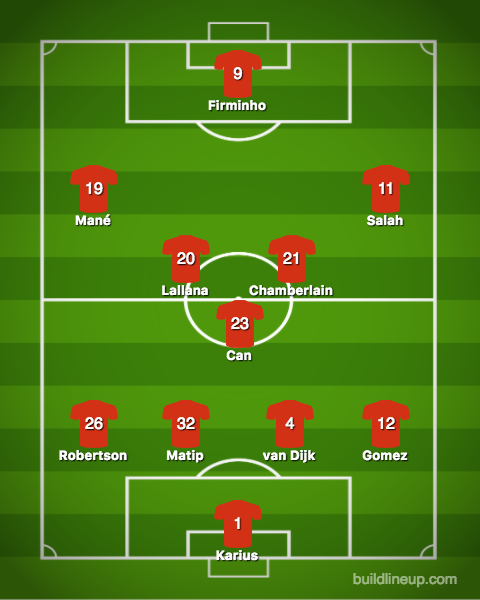 9
Firminho
19
Mané
11
Salah
20
Lallana
21
Chamberlain
23
Can
26
Robertson
32
Matip
4
van Dijk
12
Gomez
1
Karius
buildlineup.com